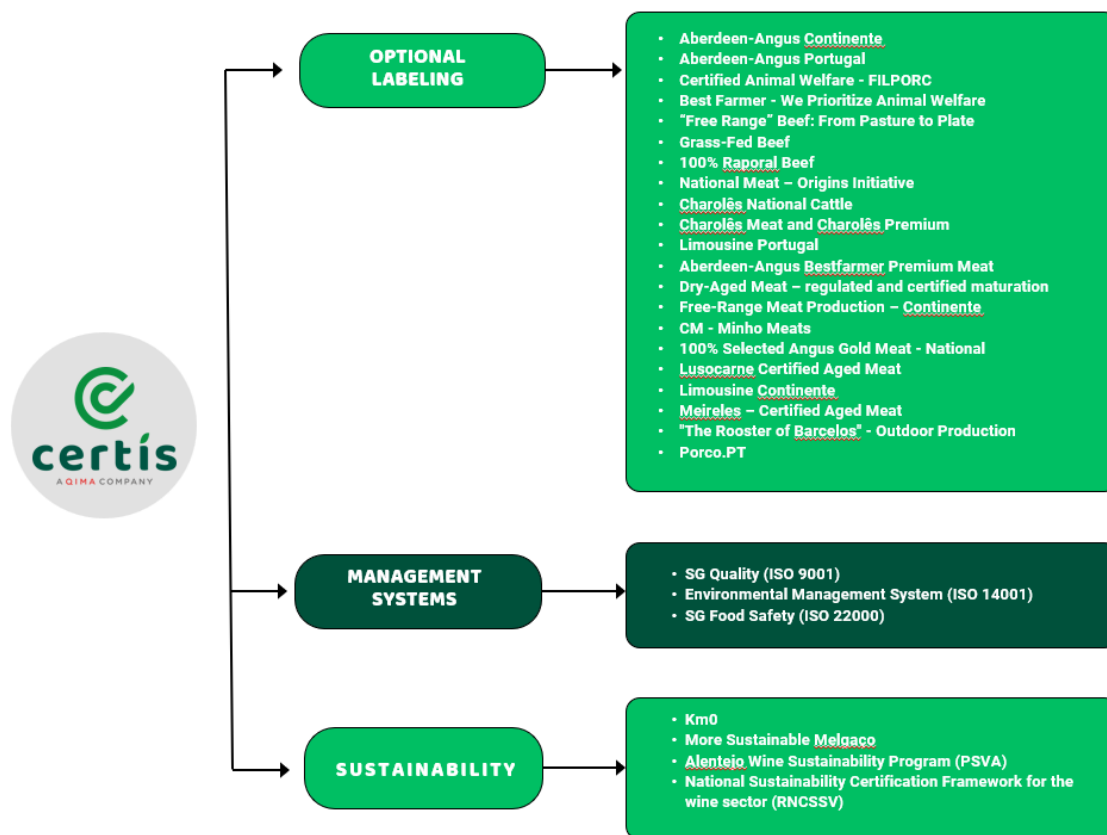 OPTIONAL
LABELING
• Aberdeen-Angus Continente
• Aberdeen-Angus Portugal
• Certified Animal Welfare - FILPORC
• Best Farmer - We Prioritize Animal Welfare
• “Free Range” Beef: From Pasture to Plate
• Grass-Fed Beef
• 100% Raporal Beef
• National Meat – Origins Initiative
• Charolês National Cattle
• Charolês Meat and Charolês Premium
• Limousine Portugal
• Aberdeen-Angus Bestfarmer Premium Meat
• Dry-Aged Meat – regulated and certified maturation
• Free-Range Meat Production – Continente
• CM - Minho Meats
• 100% Selected Angus Gold Meat - National
• Lusocarne Certified Aged Meat
• Limousine Continente
• Meireles – Certified Aged Meat
• "The Rooster of Barcelos" - Outdoor Production
• Porco.PT
certis
A QIMA COMPANY
MANAGEMENT
SYSTEMS
• SG Quality (ISO 9001)
• Environmental Management System (ISO 14001)
• SG Food Safety (ISO 22000)
SUSTAINABILITY
• Km0
• More Sustainable Melgaço
• Alentejo Wine Sustainability Program (PSVA)
• National Sustainability Certification Framework for the
wine sector (RNCSSV)